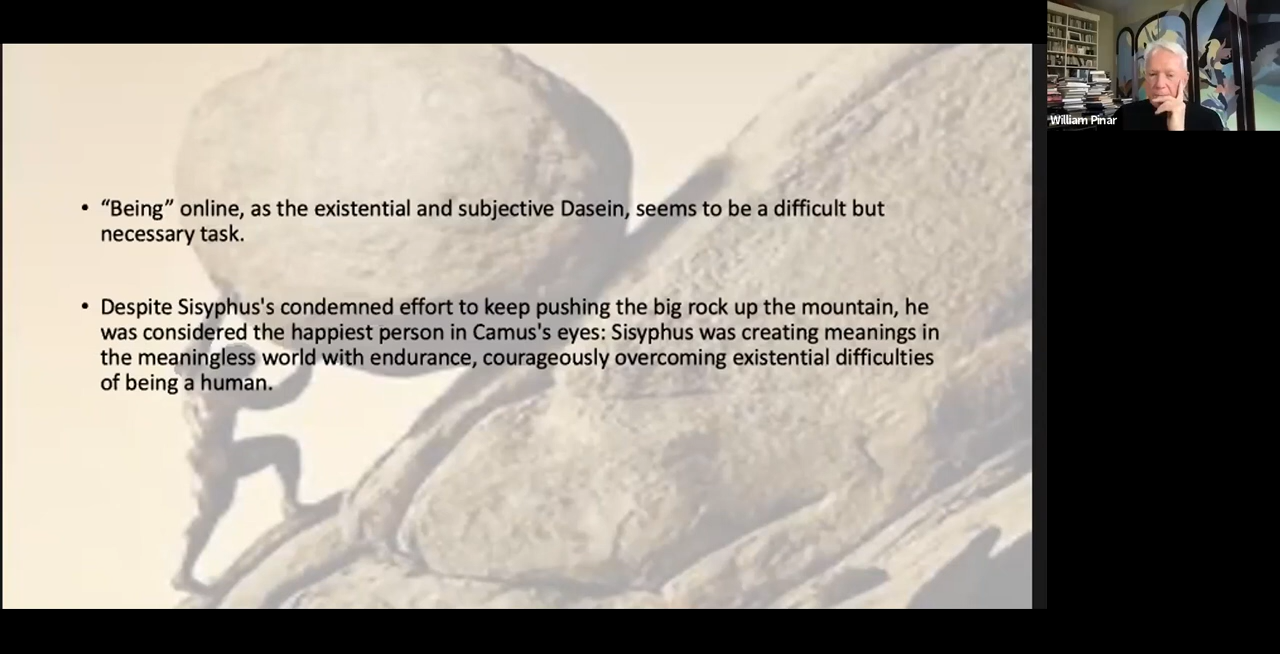 • “Being” online, as the existential and subjective Dasein, seems to be a difficult but
necessary task.
• Despite Sisyphus's condemned effort to keep pushing the big rock up the mountain, he
was considered the happiest person in Camus's eyes: Sisyphus was creating meanings in
the meaningless world with endurance, courageously overcoming existential difficulties
of being a human.
William Pinar